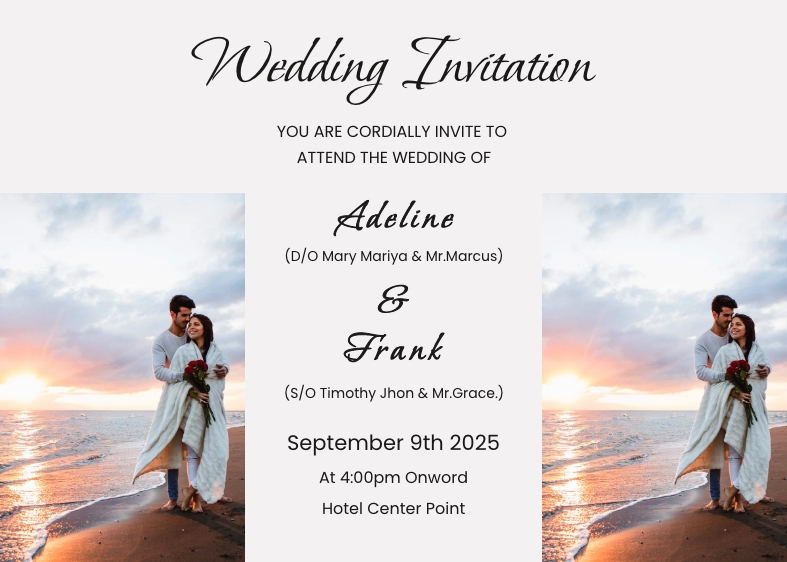 Wedding Invitation
YOU ARE CORDIALLY INVITE TO
ATTEND THE WEDDING OF
Adeline
(D/O Mary Mariya & Mr.Marcus)
&
Frank
(S/O Timothy Jhon & Mr.Grace.)
September 9th 2025
At 4:00pm Onword
Hotel Center Point